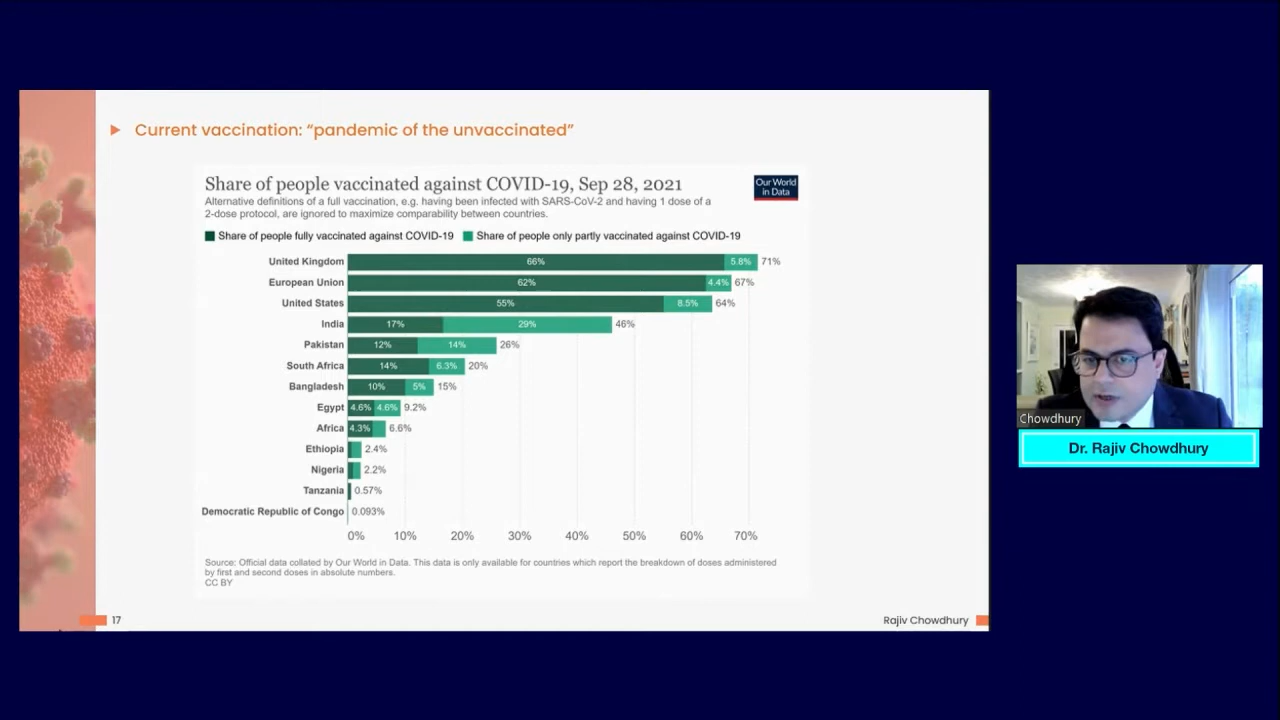 Current vaccination: “pandemic of the unvaccinated”
Share of people vaccinated against COVID-19, Sep 28, 2021
Our World
in Data
Alternative definitions of a full vaccination, e.g. having been infected with SARS-CoV-2 and having 1 dose of a
2-dose protocol, are ignored to maximize comparability between countries.
Share of people fully vaccinated against COVID-19 Share of people only partly vaccinated against COVID-19
United Kingdom 66% 5.8% 71%
European Union 62% 4.4% 67%
United States 55% 8.5% 64%
India 17% 29% 46%
Pakistan 12% 14% 26%
South Africa 14% 6.3% 20%
Bangladesh 10% 5% 15%
Egypt 4.6% 4.6% 9.2%
Africa 4.3% 6.6%
Ethiopia 2.4%
Nigeria 2.2%
Tanzania 0.57%
Democratic Republic of Congo 0.093%
0% 10% 20% 30% 40% 50% 60% 70%
Source: Official data collated by Our World in Data. This data is only available for countries which report the breakdown of doses administered
by first and second doses in absolute numbers.
CC BY
17
Rajiv Chowdhury
Chowdhury
Dr. Rajiv Chowdhury